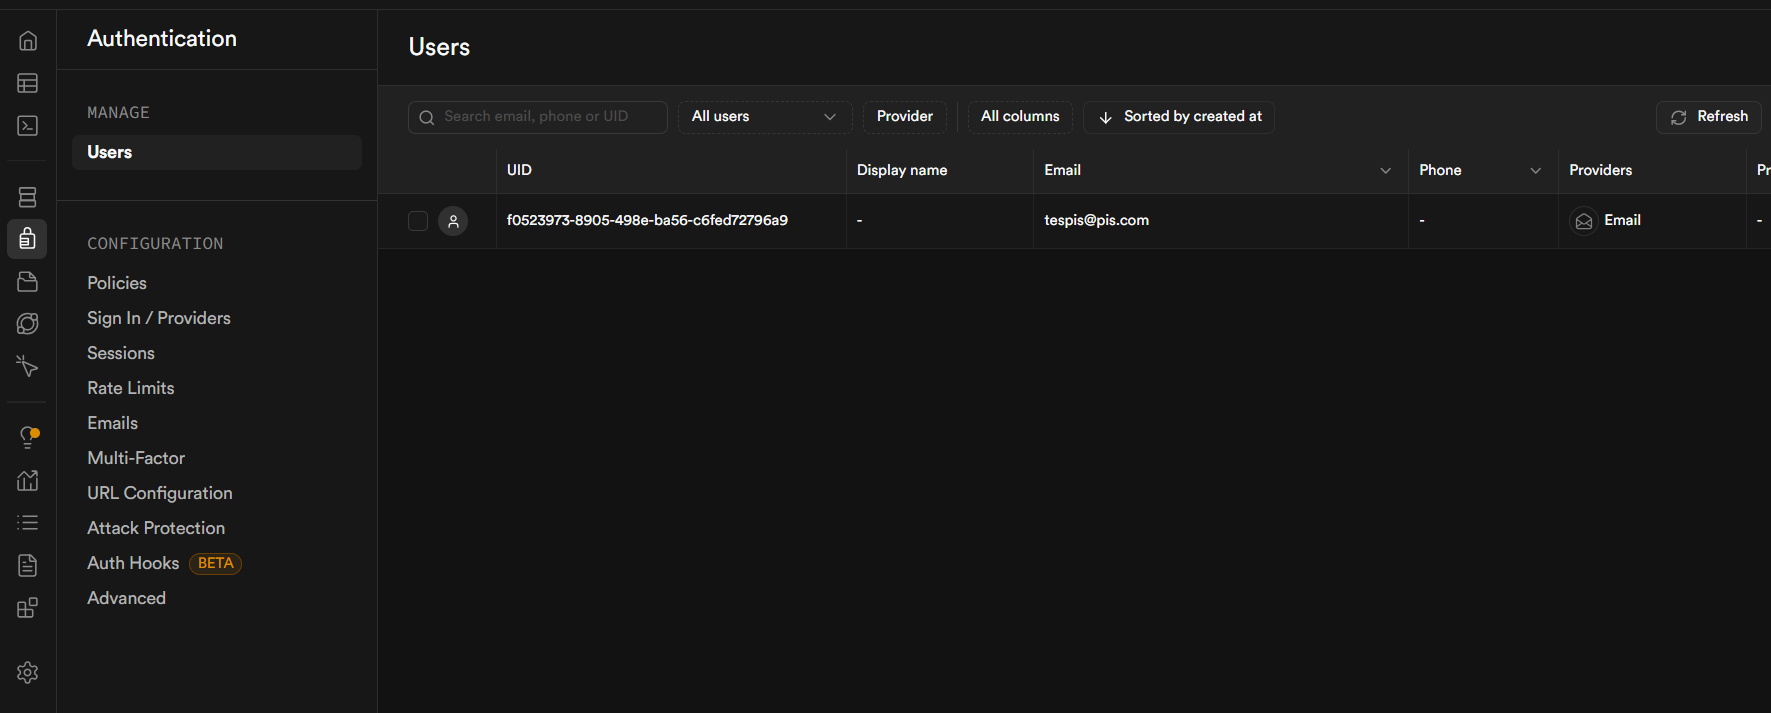 Authentication
MANAGE
Users
CONFIGURATION
Policies
Sign In / Providers
Sessions
Rate Limits
Emails
Multi-Factor
URL Configuration
Attack Protection
Auth Hooks BETA
Advanced
Users
Search email, phone or UID All users Provider All columns Sorted by created at Refresh
UID Display name Email Phone Providers Pr
f0523973-8905-498e-ba56-c6fed72796a9 - tespis@pis.com - Email -